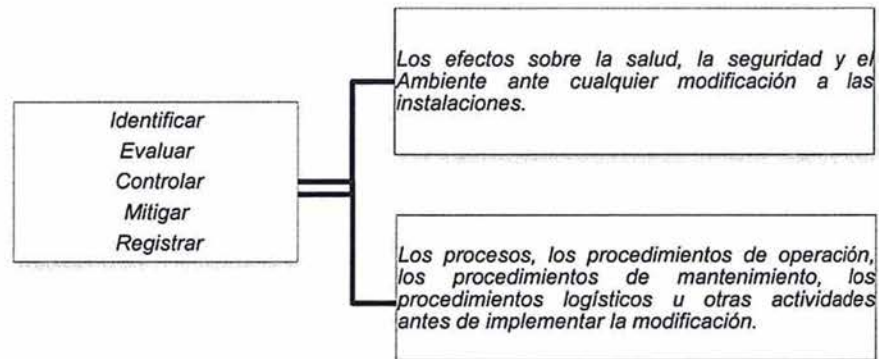 Identificar
Evaluar
Controlar
Mitigar
Registrar
Los efectos sobre la salud, la seguridad y el
Ambiente ante cualquier modificación a las
instalaciones.
Los procesos, los procedimientos de operación,
los procedimientos de mantenimiento, los
procedimientos logísticos u otras actividades
antes de implementar la modificación.